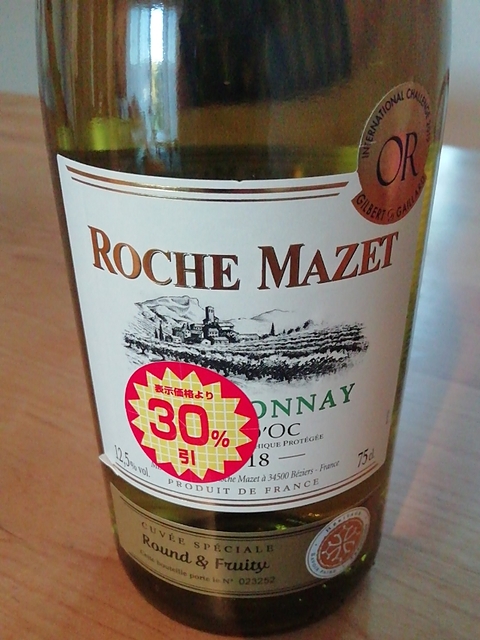 INTERNATIONAL CHALLENGE
OR
GILBERT & GAILLARD
ROCHE MAZET
ONNAY
'OC
HIQUE PROTÉGÉE
18
表示価格より
30%
引
12,5% vol.
75cl
che Mazet à 34500 Béziers - France
PRODUIT DE FRANCE
CUVÉE SPÉCIALE
Round & Fruity
Cette bouteille porte le N° 023252